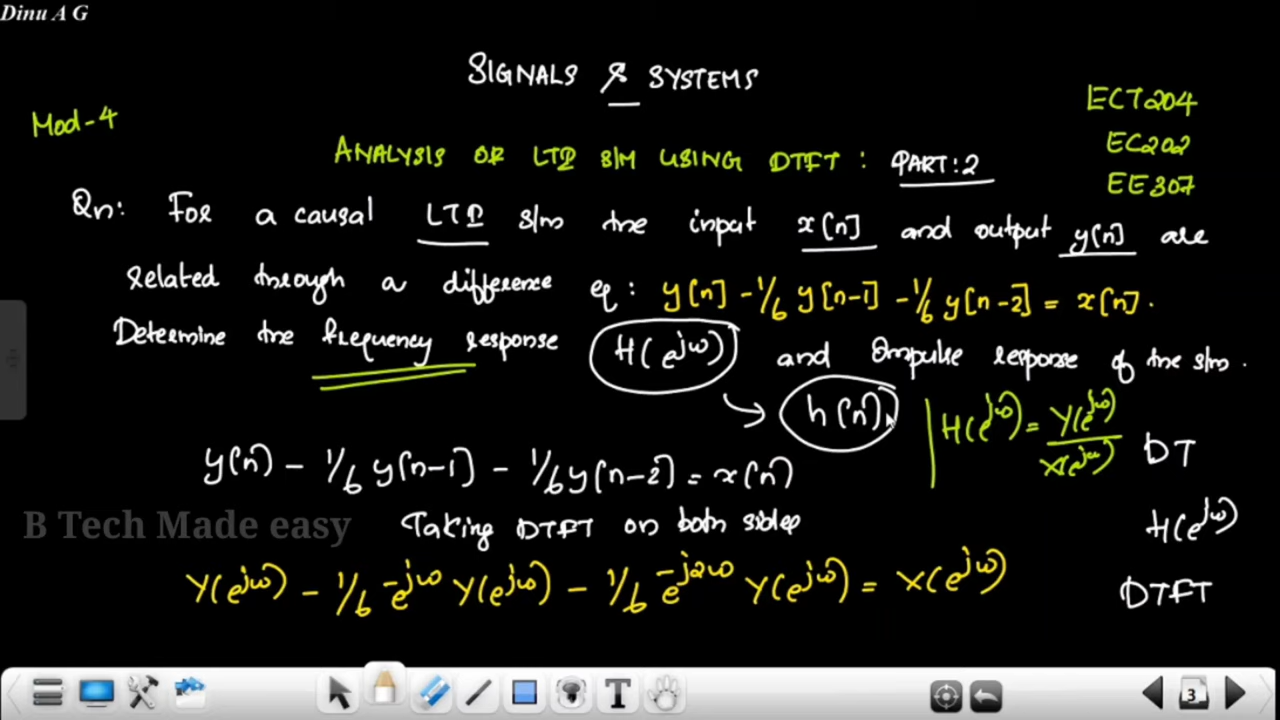 Dinu A G
SIGNALS & SYSTEMS
Mod-4
ECT204
EC202
EE307
ANALYSIS OF LTI S/M USING DTFT : PART:2
Qn: For a causal LTI s/m the input x[n] and output y[n] are
related through a difference eq: y[n] - 1/6 y[n-1] - 1/6 y[n-2] = x[n].
Determine the frequency response H(e^jω) and Impulse response of the s/m.
→ h(n)
H(e^jω) = Y(e^jω)/X(e^jω)
DT
y(n) - 1/6 y(n-1) - 1/6 y(n-2) = x(n)
B Tech Made easy
Taking DTFT on both sides
H(e^jω)
Y(e^jω) - 1/6 e^-jω Y(e^jω) - 1/6 e^-j2ω Y(e^jω) = X(e^jω)
DTFT
T
3